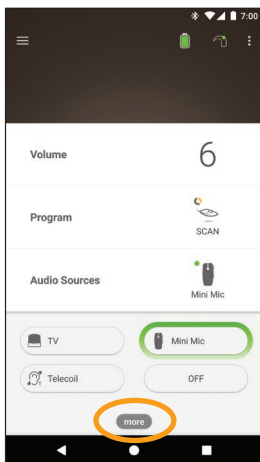 7:00
Volume 6
Program
SCAN
Audio Sources
Mini Mic
TV Mini Mic
Telecoil OFF
more